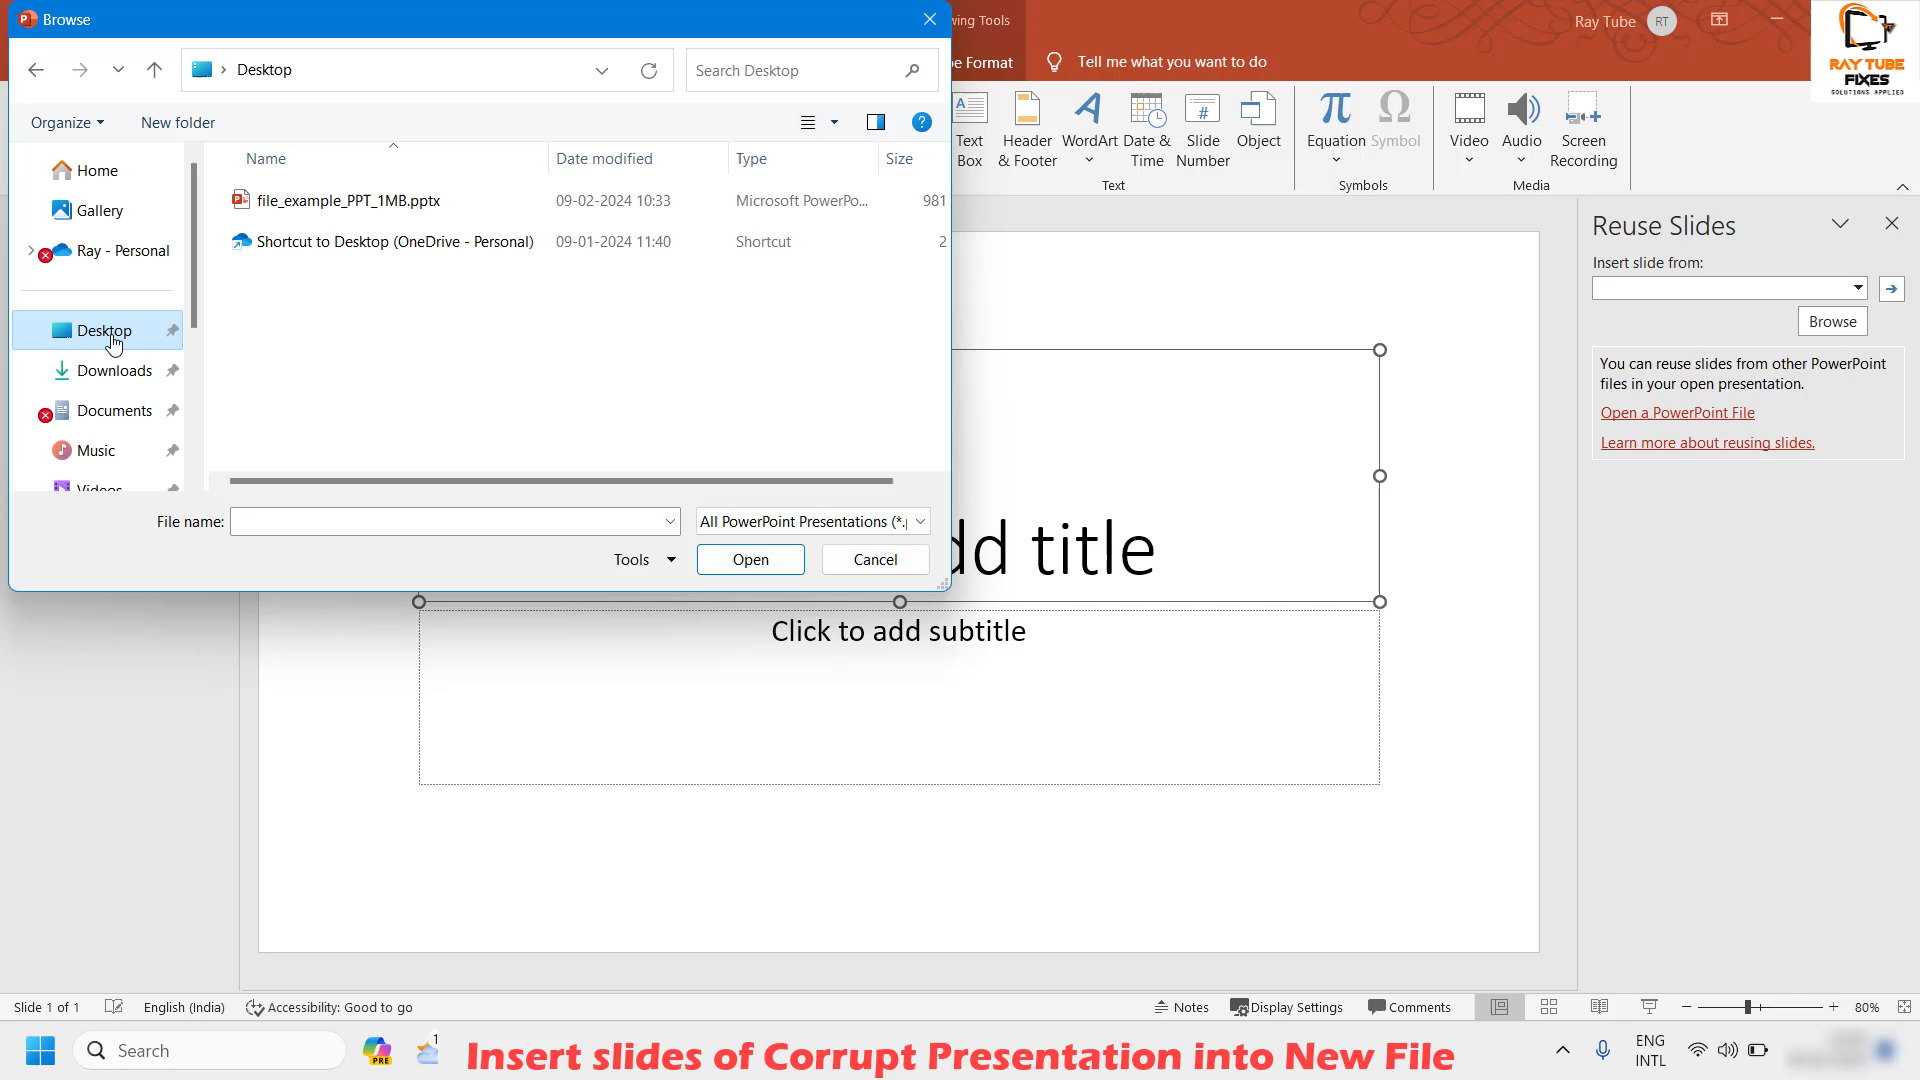 Browse
wing Tools
Ray Tube
RT
RAY TUBE
FIXES
SOLUTIONS APPLIED
Desktop
Search Desktop
e Format
Tell me what you want to do
Organize
New folder
Text
Box
Header
& Footer
WordArt
Date &
Time
Slide
Number
Object
Equation
Symbol
Video
Audio
Screen
Recording
Text
Symbols
Media
Home
Gallery
Ray - Personal
Desktop
Downloads
Documents
Music
Videos
Name
Date modified
Type
Size
file_example_PPT_1MB.pptx
09-02-2024 10:33
Microsoft PowerPo...
981
Shortcut to Desktop (OneDrive - Personal)
09-01-2024 11:40
Shortcut
2
File name:
All PowerPoint Presentations (*.
Tools
Open
Cancel
Reuse Slides
Insert slide from:
Browse
You can reuse slides from other PowerPoint
files in your open presentation.
Open a PowerPoint File
Learn more about reusing slides.
dd title
Click to add subtitle
Slide 1 of 1
English (India)
Accessibility: Good to go
Notes
Display Settings
Comments
80%
Search
PRE
1
Insert slides of Corrupt Presentation into New File
ENG
INTL